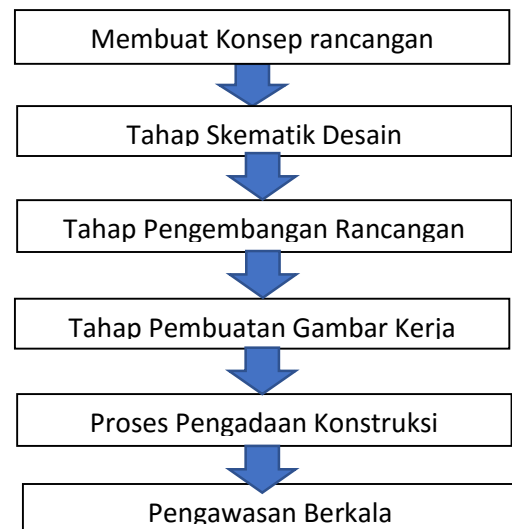 Membuat Konsep rancangan
Tahap Skematik Desain
Tahap Pengembangan Rancangan
Tahap Pembuatan Gambar Kerja
Proses Pengadaan Konstruksi
Pengawasan Berkala